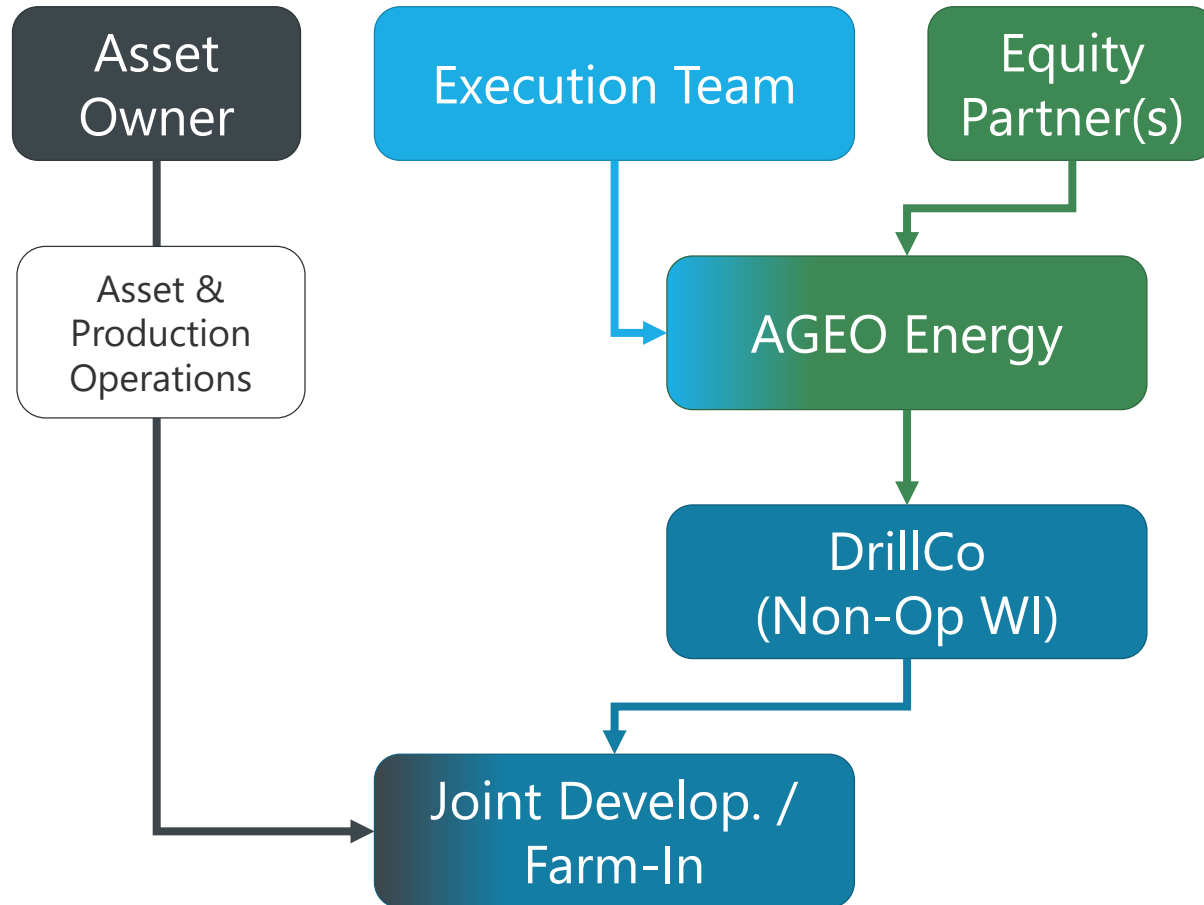 Asset
Owner
Execution Team
Equity
Partner(s)
Asset &
Production
Operations
AGEO Energy
DrillCo
(Non-Op WI)
Joint Develop. /
Farm-In